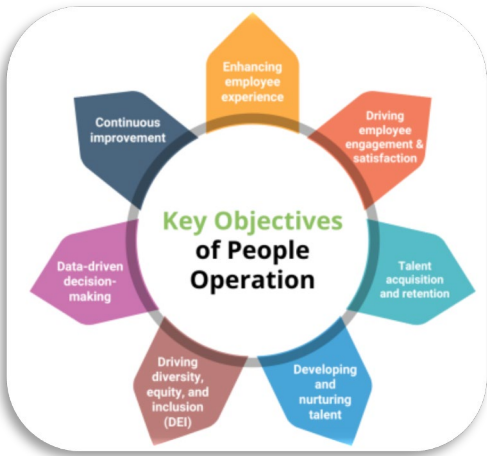 Key Objectives
of People
Operation
Enhancing
employee
experience
Driving
employee
engagement &
satisfaction
Talent
acquisition
and retention
Developing
and
nurturing
talent
Driving
diversity,
equity, and
inclusion
(DEI)
Data-driven
decision-
making
Continuous
improvement